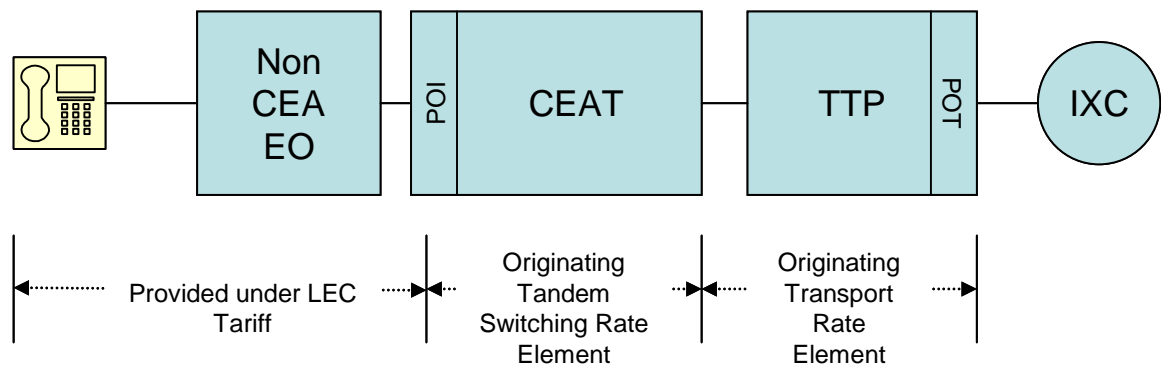 Non
CEA
EO
POI
CEAT
TTP
POT
IXC
Provided under LEC
Tariff
Originating
Tandem
Switching Rate
Element
Originating
Transport
Rate
Element